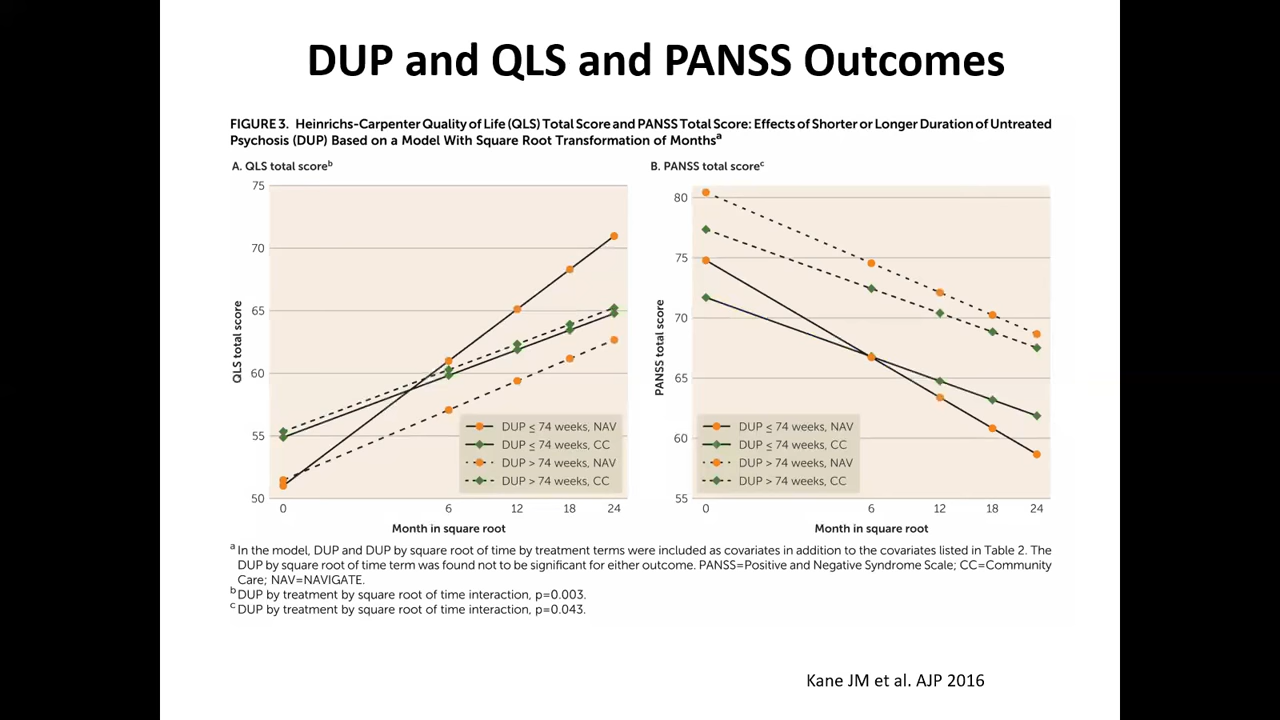 DUP and QLS and PANSS Outcomes
FIGURE 3. Heinrichs-Carpenter Quality of Life (QLS) Total Score and PANSS Total Score: Effects of Shorter or Longer Duration of Untreated
Psychosis (DUP) Based on a Model With Square Root Transformation of Months^a
A. QLS total score^b
75
70
65
60
55
50
QLS total score
0 6 12 18 24
Month in square root
DUP ≤ 74 weeks, NAV
DUP ≤ 74 weeks, CC
DUP > 74 weeks, NAV
DUP > 74 weeks, CC
B. PANSS total score^c
80
75
70
65
60
55
PANSS total score
0 6 12 18 24
Month in square root
DUP ≤ 74 weeks, NAV
DUP ≤ 74 weeks, CC
DUP > 74 weeks, NAV
DUP > 74 weeks, CC
^a In the model, DUP and DUP by square root of time by treatment terms were included as covariates in addition to the covariates listed in Table 2. The
DUP by square root of time term was found not to be significant for either outcome. PANSS=Positive and Negative Syndrome Scale; CC=Community
Care; NAV=NAVIGATE.
^b DUP by treatment by square root of time interaction, p=0.003.
^c DUP by treatment by square root of time interaction, p=0.043.
Kane JM et al. AJP 2016